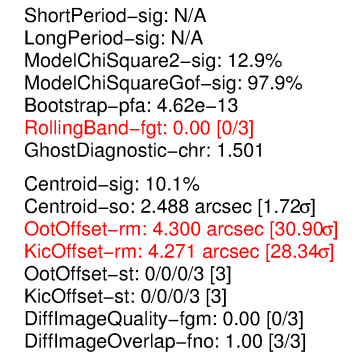 ShortPeriod−sig: N/A
LongPeriod−sig: N/A
ModelChiSquare2−sig: 12.9%
ModelChiSquareGof−sig: 97.9%
Bootstrap−pfa: 4.62e−13
RollingBand−fgt: 0.00 [0/3]
GhostDiagnostic−chr: 1.501
Centroid−sig: 10.1%
Centroid−so: 2.488 arcsec [1.72σ]
OotOffset−rm: 4.300 arcsec [30.90σ]
KicOffset−rm: 4.271 arcsec [28.34σ]
OotOffset−st: 0/0/0/3 [3]
KicOffset−st: 0/0/0/3 [3]
DiffImageQuality−fgm: 0.00 [0/3]
DiffImageOverlap−fno: 1.00 [3/3]